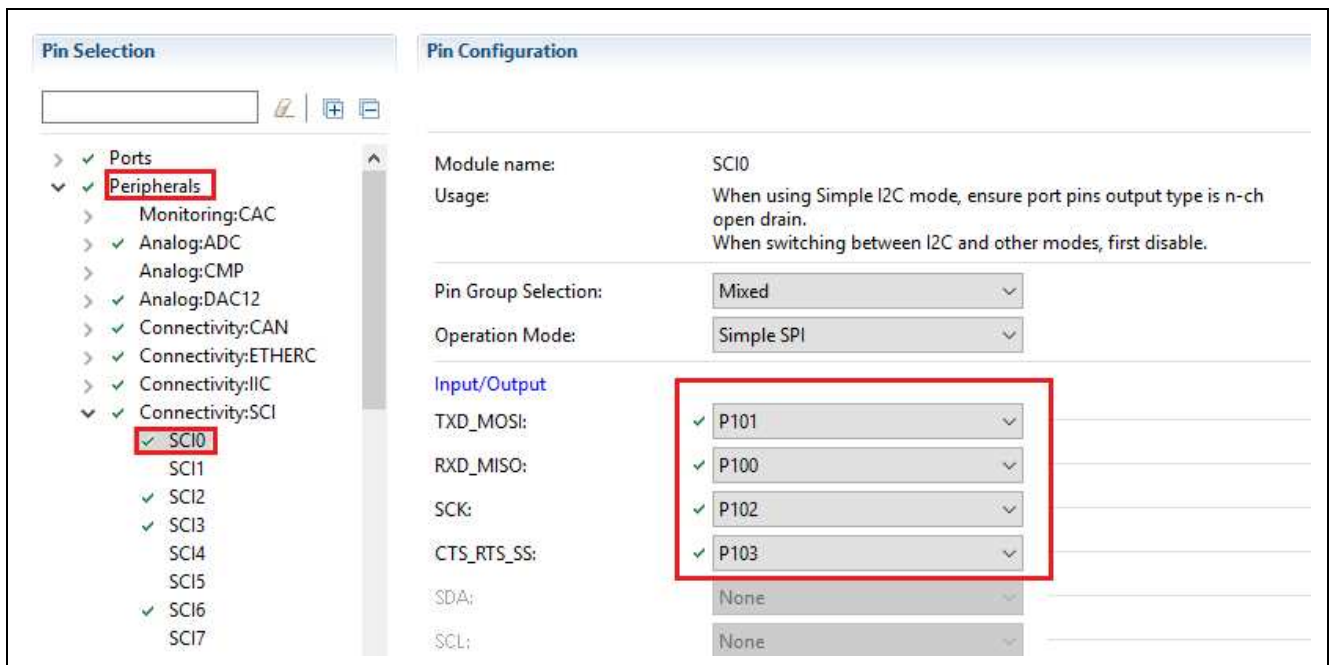 Pin Selection
Ports
Peripherals
Monitoring:CAC
Analog:ADC
Analog:CMP
Analog:DAC12
Connectivity:CAN
Connectivity:ETHERC
Connectivity:IIC
Connectivity:SCI
SCI0
SCI1
SCI2
SCI3
SCI4
SCI5
SCI6
SCI7
Pin Configuration
Module name: SCI0
Usage: When using Simple I2C mode, ensure port pins output type is n-ch
open drain.
When switching between I2C and other modes, first disable.
Pin Group Selection: Mixed
Operation Mode: Simple SPI
Input/Output
TXD_MOSI: P101
RXD_MISO: P100
SCK: P102
CTS_RTS_SS: P103
SDA: None
SCL: None